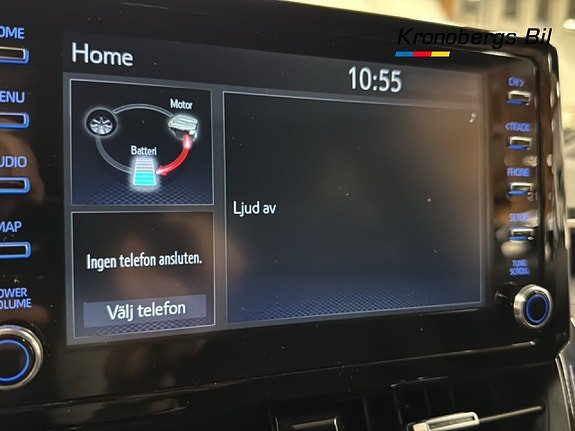 Kronobergs Bil
Home
10:55
Motor
Batteri
Ljud av
Ingen telefon ansluten.
Välj telefon
OME
ENU
UDIO
MAP
OWER
OLUME
CH>
<TRACK
PHONE
SETUP
TUNE
SCROLL